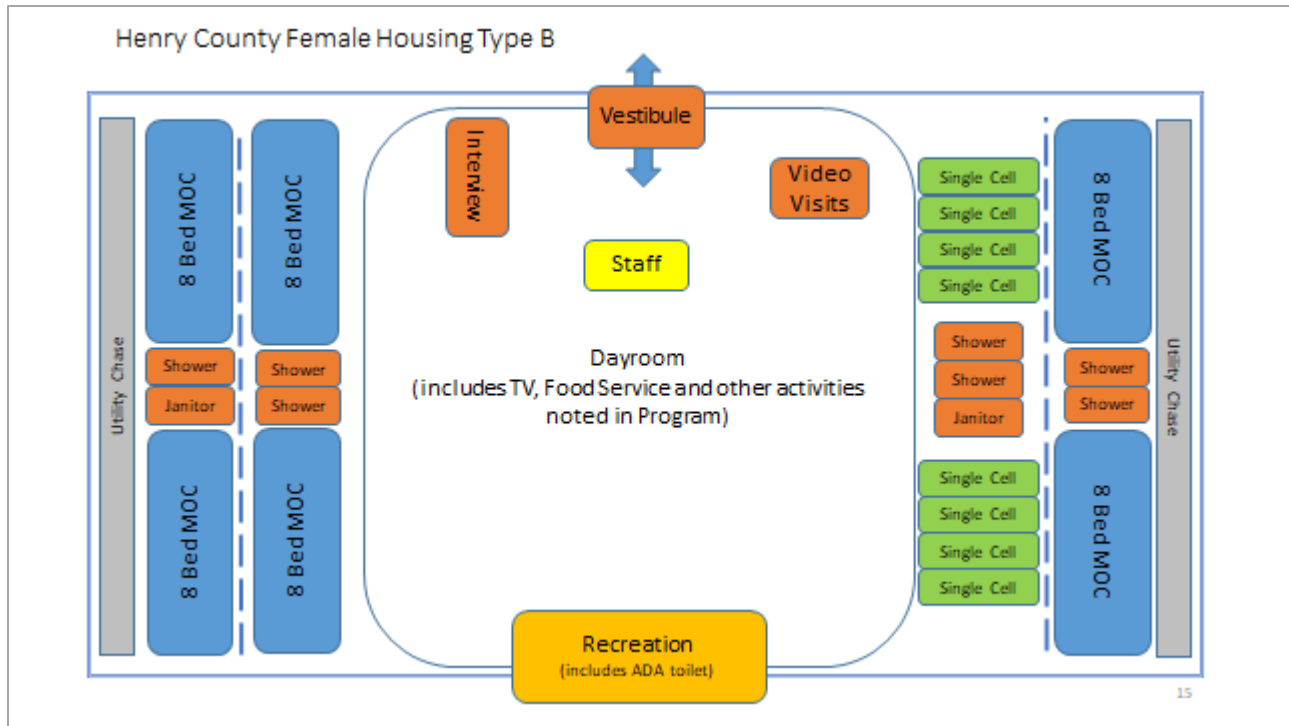 Henry County Female Housing Type B
Vestibule
Interview
Video
Visits
Staff
Dayroom
(includes TV, Food Service and other activities
noted in Program)
Recreation
(includes ADA toilet)
Utility Chase
8 Bed MOC
Shower
Janitor
8 Bed MOC
8 Bed MOC
Shower
Shower
8 Bed MOC
Single Cell
Single Cell
Single Cell
Single Cell
Shower
Shower
Janitor
Single Cell
Single Cell
Single Cell
Single Cell
8 Bed MOC
Shower
Shower
8 Bed MOC
Utility Chase
15